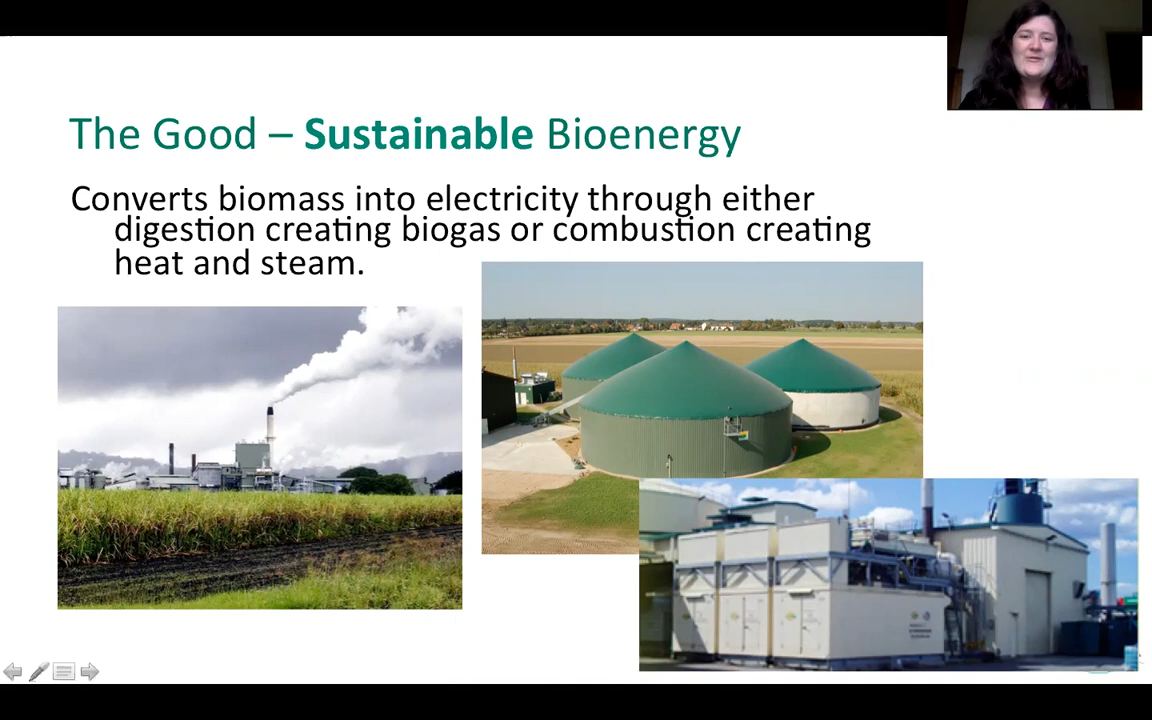 The Good – Sustainable Bioenergy
Converts biomass into electricity through either
digestion creating biogas or combustion creating
heat and steam.